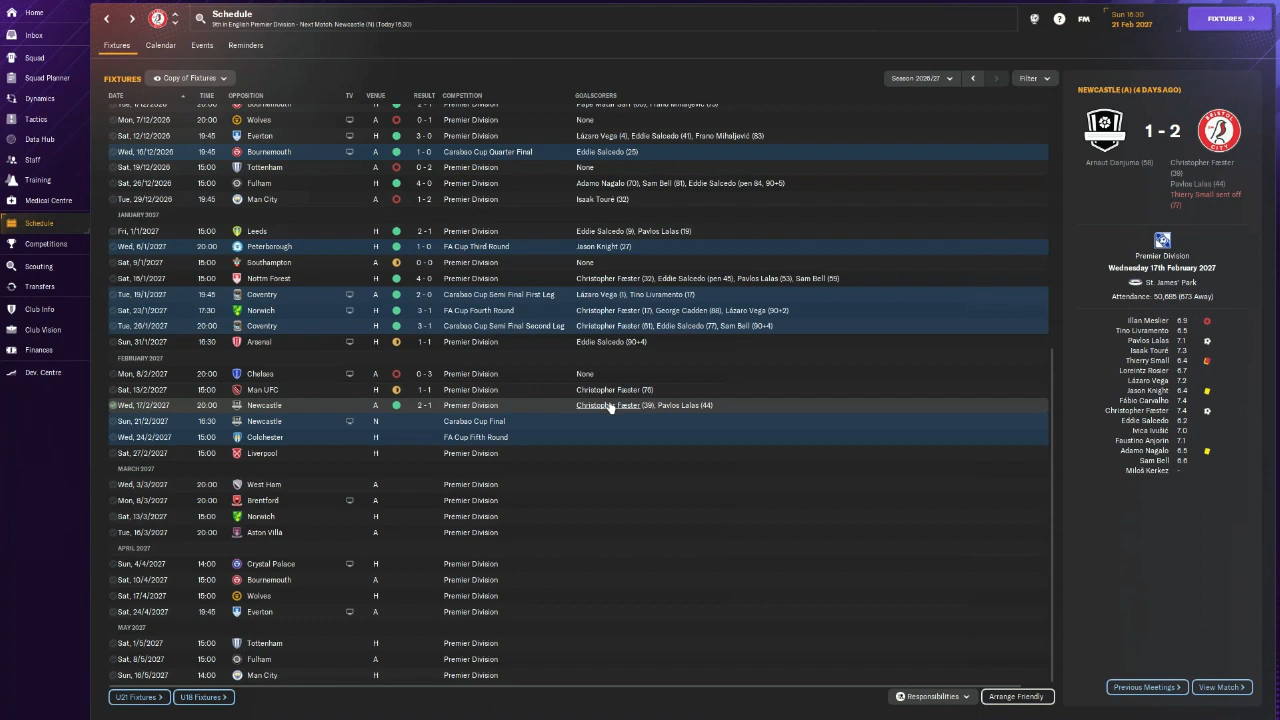 Home
Schedule
9th in English Premier Division - Next Match: Newcastle (N) (Today 16:30)
FM
Sun 16:30
21 Feb 2027
FIXTURES
Inbox
Squad
Squad Planner
Dynamics
Tactics
Data Hub
Staff
Training
Medical Centre
Schedule
Competitions
Scouting
Transfers
Club Info
Club Vision
Finances
Dev. Centre
Fixtures Calendar Events Reminders
FIXTURES Copy of Fixtures Season 2026/27 Filter
DATE TIME OPPOSITION TV VENUE RESULT COMPETITION GOALSCORERS
Tue, 1/12/2026 20:00 Bournemouth H 2 - 1 Premier Division
Mon, 7/12/2026 20:00 Wolves A 0 - 1 Premier Division None
Sat, 12/12/2026 19:45 Everton H 3 - 0 Premier Division Lázaro Vega (4), Eddie Salcedo (41), Frano Mihaljević (83)
Wed, 16/12/2026 19:45 Bournemouth A 1 - 0 Carabao Cup Quarter Final Eddie Salcedo (25)
Sat, 19/12/2026 15:00 Tottenham A 0 - 2 Premier Division None
Sat, 26/12/2026 15:00 Fulham H 4 - 0 Premier Division Adamo Nagalo (70), Sam Bell (81), Eddie Salcedo (pen 84, 90+5)
Tue, 29/12/2026 19:45 Man City A 1 - 2 Premier Division Isaak Touré (32)
JANUARY 2027
Fri, 1/1/2027 15:00 Leeds H 2 - 1 Premier Division Eddie Salcedo (9), Pavlos Lalas (19)
Wed, 6/1/2027 20:00 Peterborough H 1 - 0 FA Cup Third Round Jason Knight (27)
Sat, 9/1/2027 15:00 Southampton A 0 - 0 Premier Division None
Sat, 16/1/2027 15:00 Nottm Forest H 4 - 0 Premier Division Christopher Fæster (32), Eddie Salcedo (pen 45), Pavlos Lalas (53), Sam Bell (59)
Tue, 19/1/2027 19:45 Coventry A 2 - 0 Carabao Cup Semi Final First Leg Lázaro Vega (1), Tino Livramento (17)
Sat, 23/1/2027 17:30 Norwich H 3 - 1 FA Cup Fourth Round Christopher Fæster (17), George Cadden (88), Lázaro Vega (90+2)
Tue, 26/1/2027 20:00 Coventry H 3 - 1 Carabao Cup Semi Final Second Leg Christopher Fæster (61), Eddie Salcedo (77), Sam Bell (90+4)
Sun, 31/1/2027 16:30 Arsenal H 1 - 1 Premier Division Eddie Salcedo (90+4)
FEBRUARY 2027
Mon, 8/2/2027 20:00 Chelsea A 0 - 3 Premier Division None
Sat, 13/2/2027 15:00 Man UFC H 1 - 1 Premier Division Christopher Fæster (76)
Wed, 17/2/2027 20:00 Newcastle A 2 - 1 Premier Division Christopher Fæster (39), Pavlos Lalas (44)
Sun, 21/2/2027 16:30 Newcastle N Carabao Cup Final
Wed, 24/2/2027 15:00 Colchester H FA Cup Fifth Round
Sat, 27/2/2027 15:00 Liverpool H Premier Division
MARCH 2027
Wed, 3/3/2027 20:00 West Ham A Premier Division
Mon, 8/3/2027 20:00 Brentford A Premier Division
Sat, 13/3/2027 15:00 Norwich H Premier Division
Tue, 16/3/2027 20:00 Aston Villa A Premier Division
APRIL 2027
Sun, 4/4/2027 14:00 Crystal Palace H Premier Division
Sat, 10/4/2027 15:00 Bournemouth A Premier Division
Sat, 17/4/2027 15:00 Wolves H Premier Division
Sat, 24/4/2027 19:45 Everton A Premier Division
MAY 2027
Sat, 1/5/2027 15:00 Tottenham H Premier Division
Sat, 8/5/2027 15:00 Fulham A Premier Division
Sun, 16/5/2027 14:00 Man City H Premier Division
U21 Fixtures > U18 Fixtures > Responsibilities Arrange Friendly
NEWCASTLE (A) (4 DAYS AGO)
1 - 2
BRISTOL CITY
Arnaut Danjuma (58) Christopher Fæster
(39)
Pavlos Lalas (44)
Thierry Small sent off
(77)
Premier Division
Wednesday 17th February 2027
St. James' Park
Attendance: 50,685 (673 Away)
Illan Meslier 6.9
Tino Livramento 6.5
Pavlos Lalas 7.1
Isaak Touré 7.3
Thierry Small 6.4
Loreintz Rosier 6.7
Lázaro Vega 7.2
Jason Knight 6.4
Fábio Carvalho 7.4
Christopher Fæster 7.4
Eddie Salcedo 6.2
Ivica Ivušić 7.0
Faustino Anjorin 7.1
Adamo Nagalo 6.5
Sam Bell 6.6
Miloš Kerkez -
Previous Meetings > View Match >